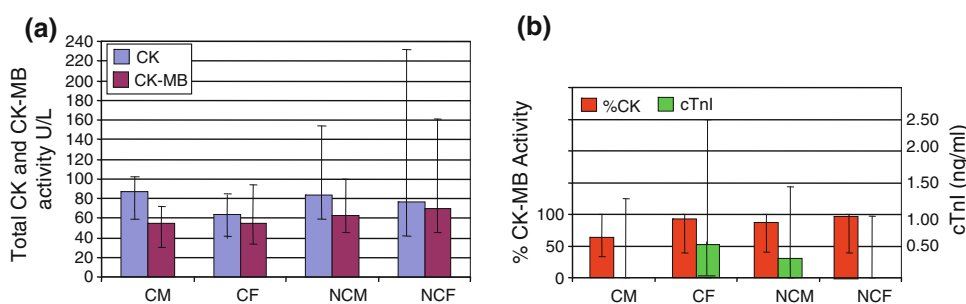 (a)
Total CK and CK-MB
activity U/L
240
220
200
180
160
140
120
100
80
60
40
20
0
CK
CK-MB
CM
CF
NCM
NCF
(b)
% CK-MB Activity
100
50
0
%CK
cTnI
2.50
2.00
1.50
1.00
0.50
cTnI (ng/ml)
CM
CF
NCM
NCF